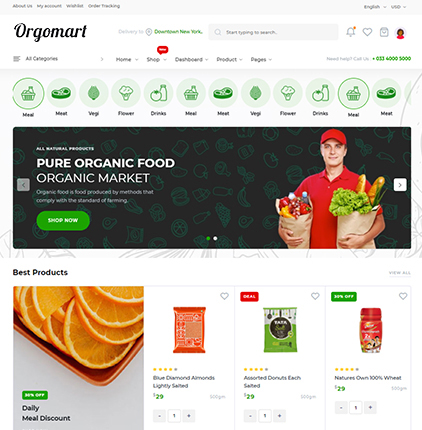 About Us My account Wishlist Order Tracking English USD
Orgomart
Delivery to Downtown New York..
Start typing to search..
All Categories
Home Shop Dashboard Product Pages
Need help? Call Us : + 033 4000 5000
Meal Meat Vegi Flower Drinks Meal Meat Vegi Flower Drinks Meal Meat
ALL NATURAL PRODUCTS
PURE ORGANIC FOOD
ORGANIC MARKET
Organic food is food produced by methods that
comply with the standard of farming.
SHOP NOW
Best Products
VIEW ALL
30% OFF
Daily
Meal Discount
Blue Diamond Almonds
Lightly Salted
$29 500gm
- 1 +
DEAL
Assorted Donuts Each
Salted
$29 500gm
- 1 +
30% OFF
Natures Own 100% Wheat
$29 500gm
- 1 +